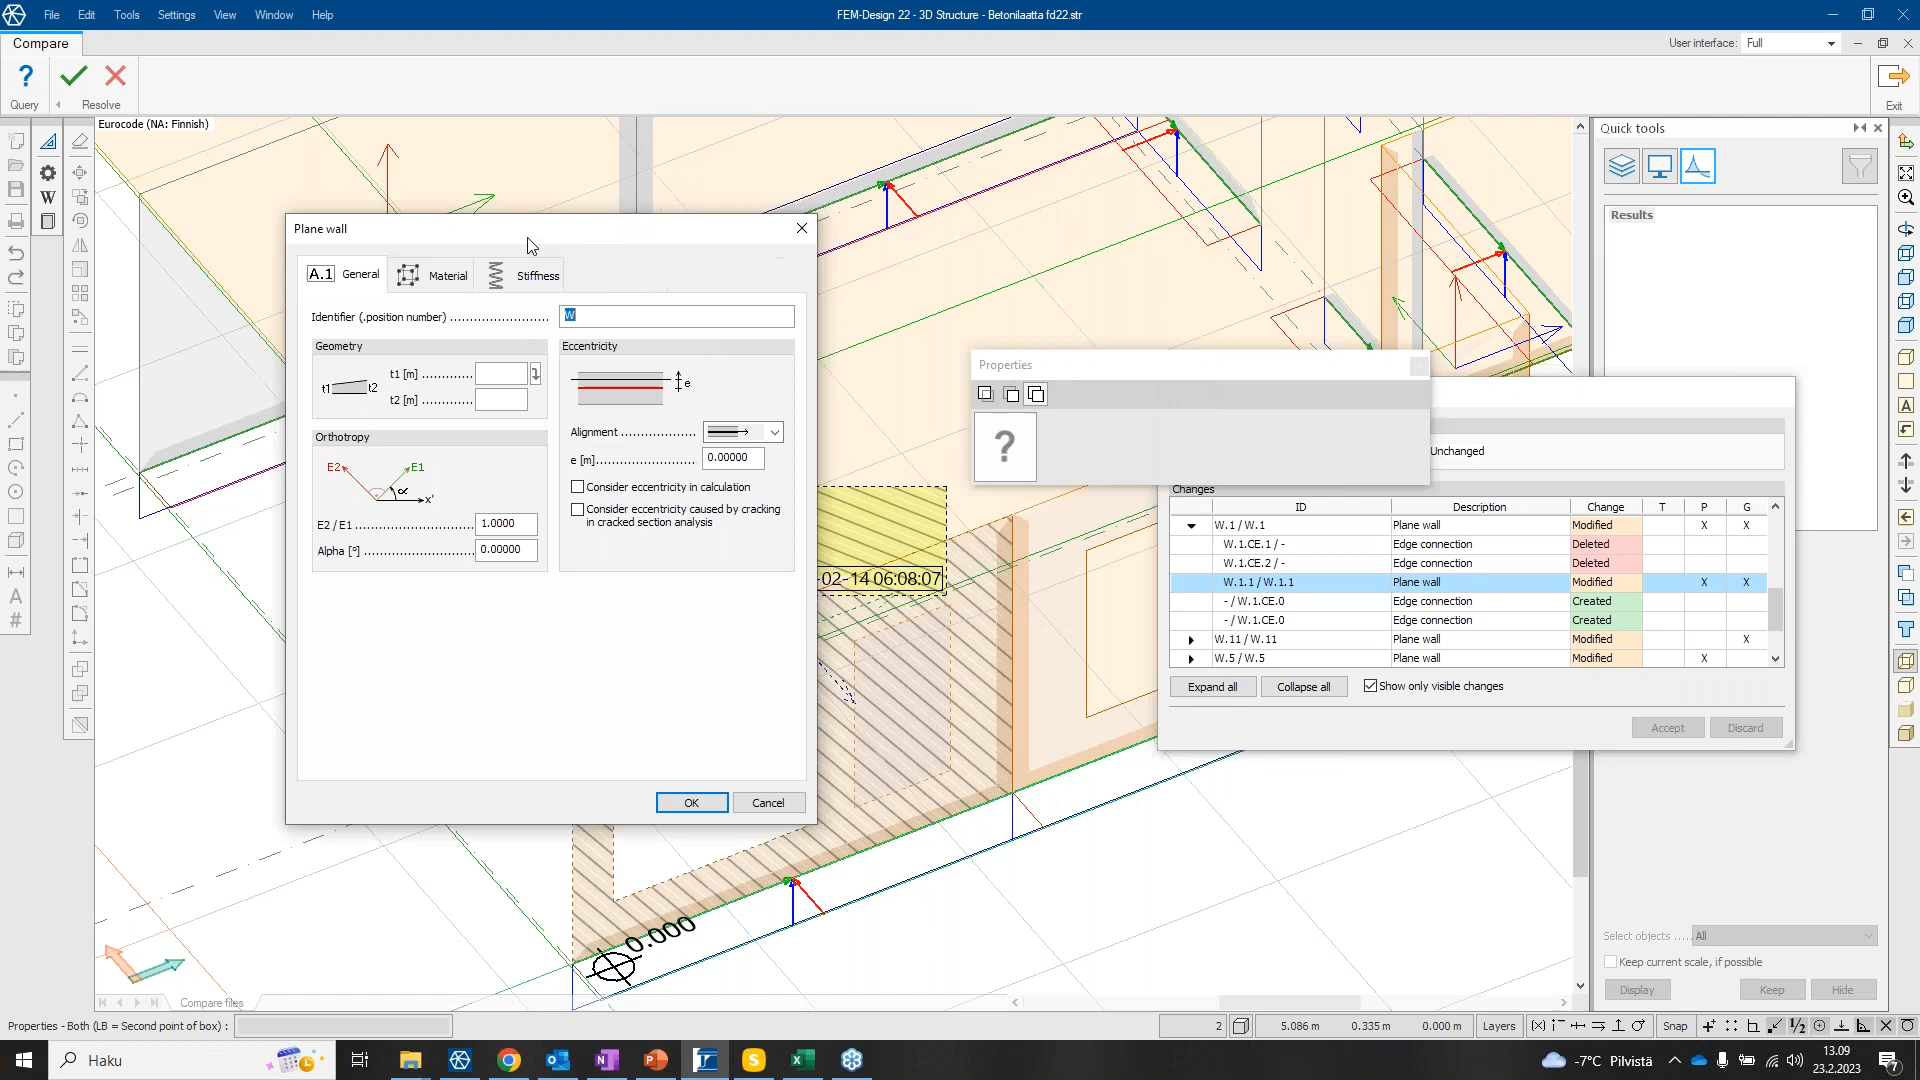 File Edit Tools Settings View Window Help
FEM-Design 22 - 3D Structure - Betonilaatta fd22.str
Compare
User interface: Full
Query
Resolve
Exit
Eurocode (NA: Finnish)
Quick tools
Results
Plane wall
A.1 General
Material
Stiffness
Identifier (.position number)
W
Geometry
t1 t2
t1 [m]
t2 [m]
Eccentricity
e
Alignment
e [m]
0.00000
Consider eccentricity in calculation
Consider eccentricity caused by cracking
in cracked section analysis
Orthotropy
E2 E1
α x'
E2 / E1
1.0000
Alpha [°]
0.00000
OK
Cancel
-02-14 06:08:07
0.000
Properties
?
Unchanged
Changes
ID Description Change T P G
W.1 / W.1 Plane wall Modified X X
W.1.CE.1 / - Edge connection Deleted
W.1.CE.2 / - Edge connection Deleted
W.1.1 / W.1.1 Plane wall Modified X X
- / W.1.CE.0 Edge connection Created
- / W.1.CE.0 Edge connection Created
W.11 / W.11 Plane wall Modified X
W.5 / W.5 Plane wall Modified X
Expand all
Collapse all
Show only visible changes
Accept
Discard
Select objects ..... All
Keep current scale, if possible
Display
Keep
Hide
Compare files
Properties - Both (LB = Second point of box) :
2
5.086 m 0.335 m 0.000 m
Layers
Snap
Haku
-7°C Pilvistä
13.09
23.2.2023
7